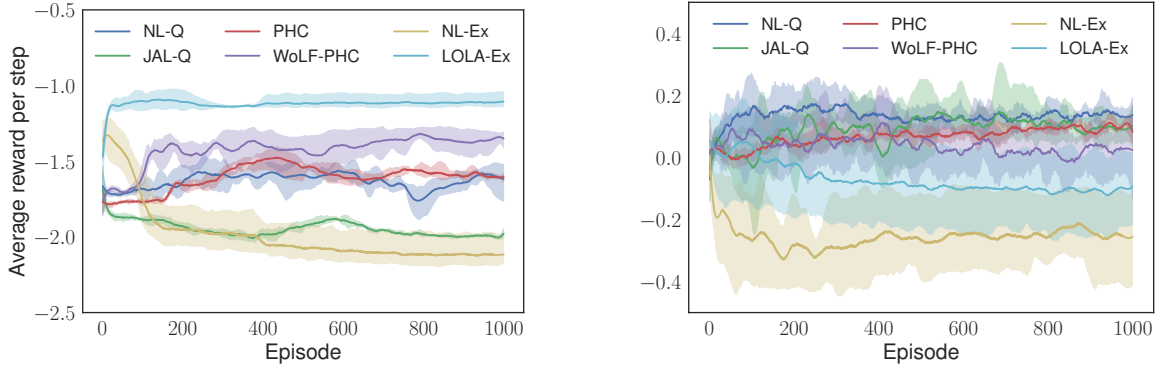 Average reward per step
−0.5
−1.0
−1.5
−2.0
−2.5
NL-Q PHC NL-Ex
JAL-Q WoLF-PHC LOLA-Ex
0 200 400 600 800 1000
Episode
0.4
0.2
0.0
−0.2
−0.4
NL-Q PHC NL-Ex
JAL-Q WoLF-PHC LOLA-Ex
0 200 400 600 800 1000
Episode